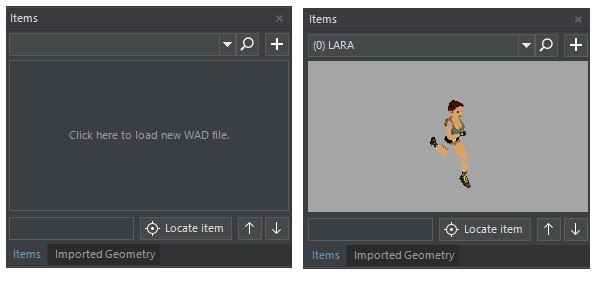 Items
Click here to load new WAD file.
Locate item
Items Imported Geometry
Items
(0) LARA
Locate item
Items Imported Geometry